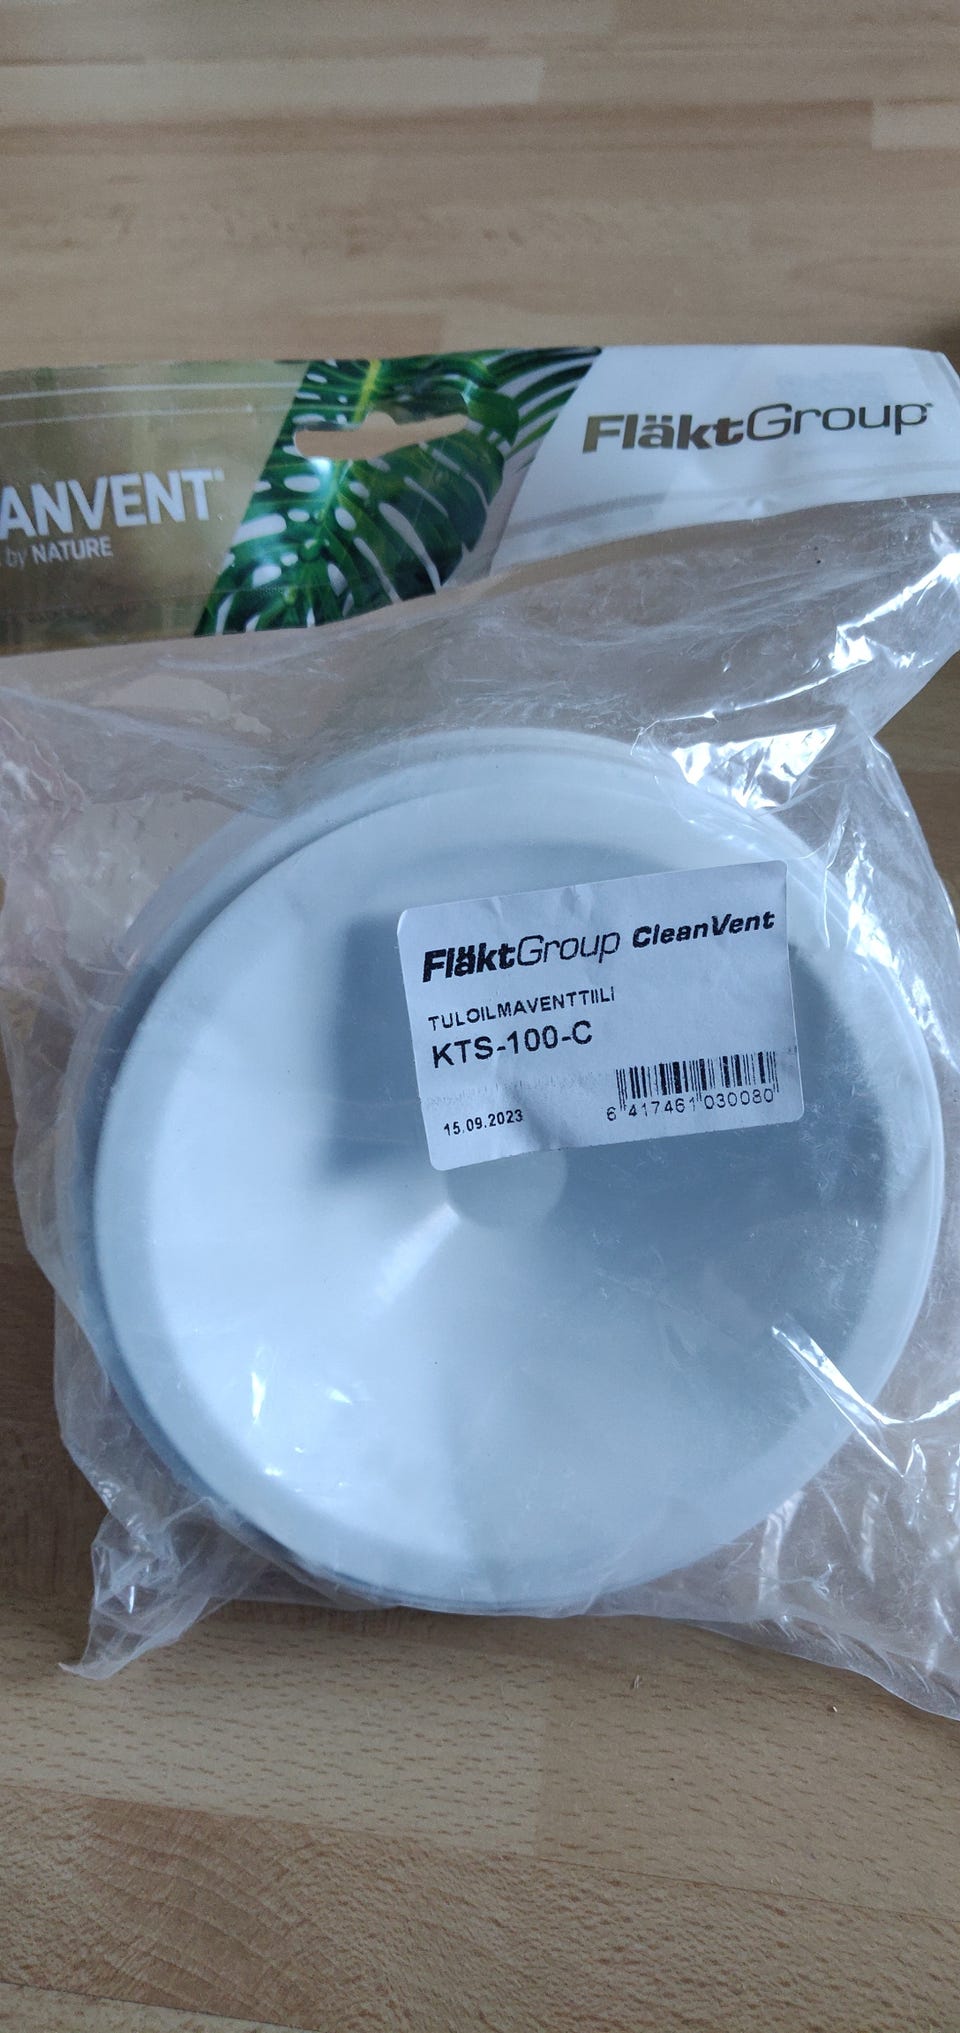 FläktGroup®
ANVENT®
by NATURE
FläktGroup CleanVent
TULOILMAVENTTIILI
KTS-100-C
15.09.2023
6 417461 030080